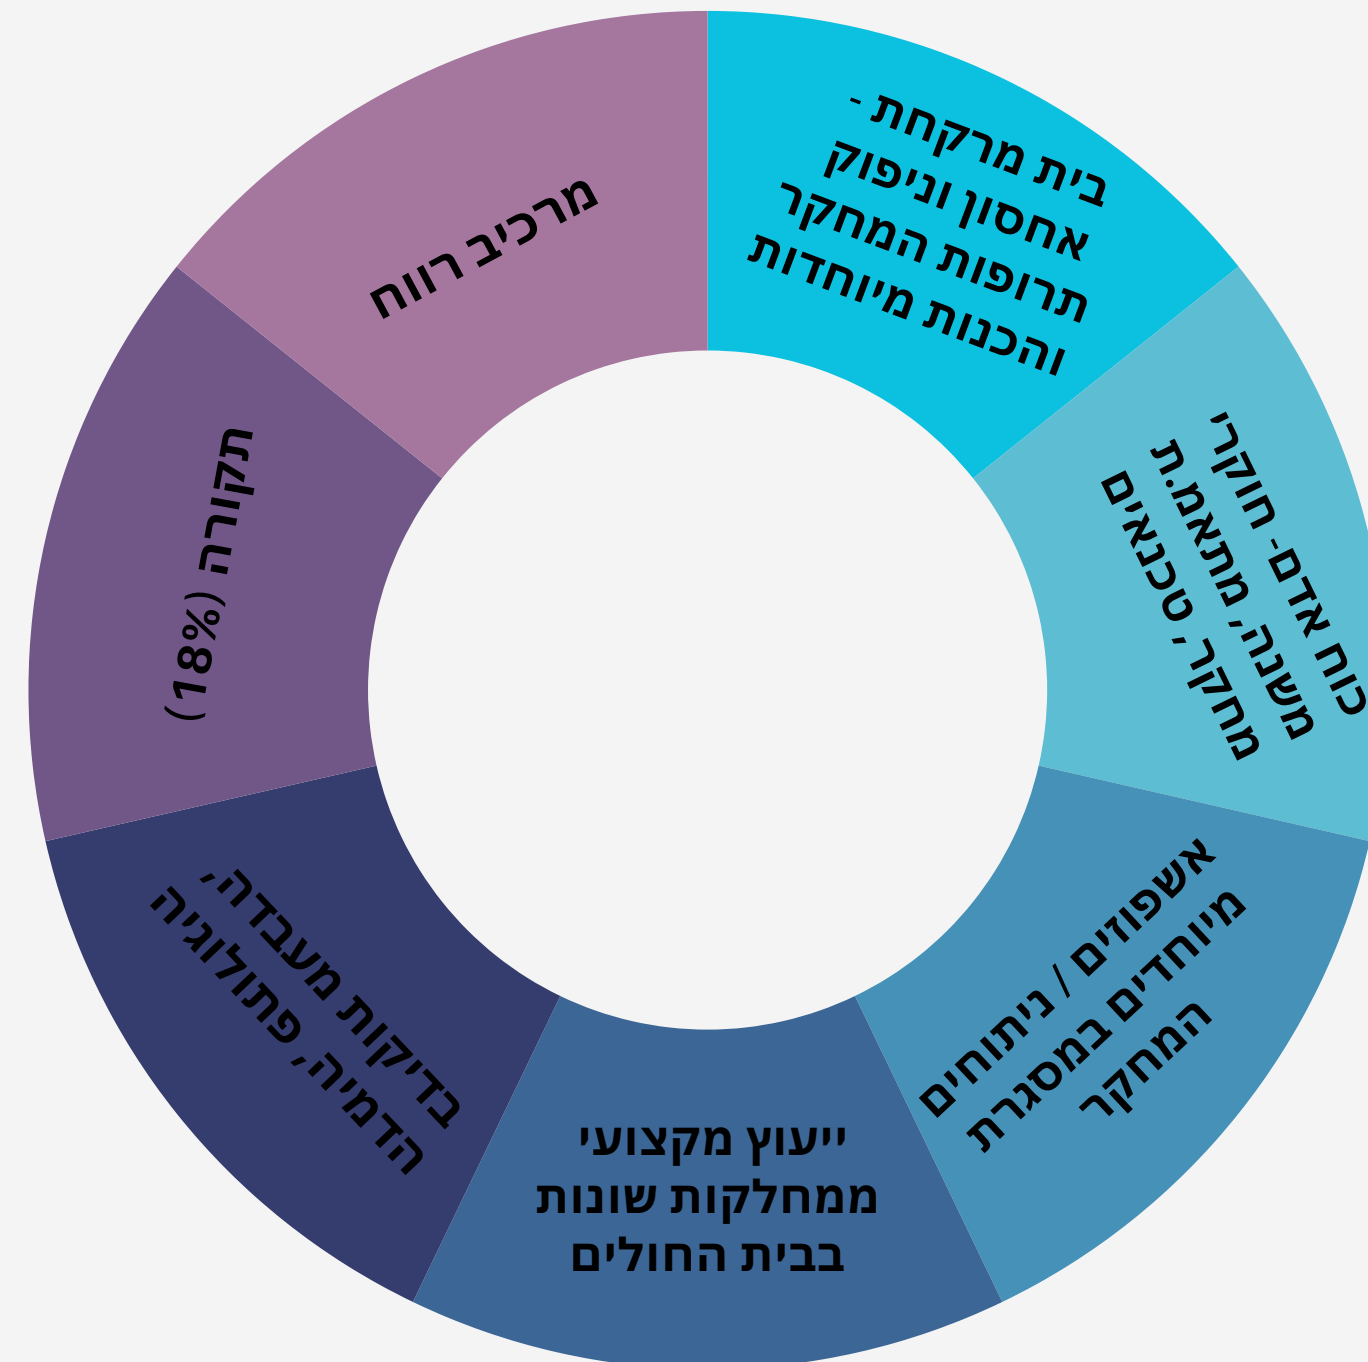 בית מרקחת -
אחסון וניפוק
תרופות המחקר
והכנות מיוחדות
כוח אדם- חוקרי
משנה, מתאמ.ת
מחקר, טכנאים
אשפוזים / ניתוחים
מיוחדים במסגרת
המחקר
ייעוץ מקצועי
ממחלקות שונות
בבית החולים
בדיקות מעבדה,
הדמיה, פתולוגיה
תקורה (18%)
מרכיב רווח